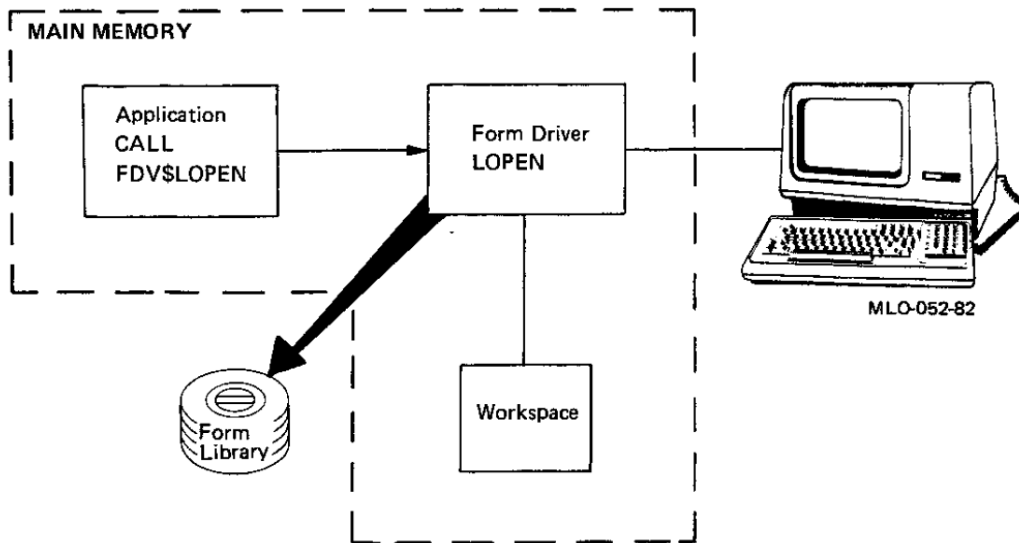 MAIN MEMORY
Application
CALL
FDV$LOPEN
Form Driver
LOPEN
MLO-052-82
Form
Library
Workspace